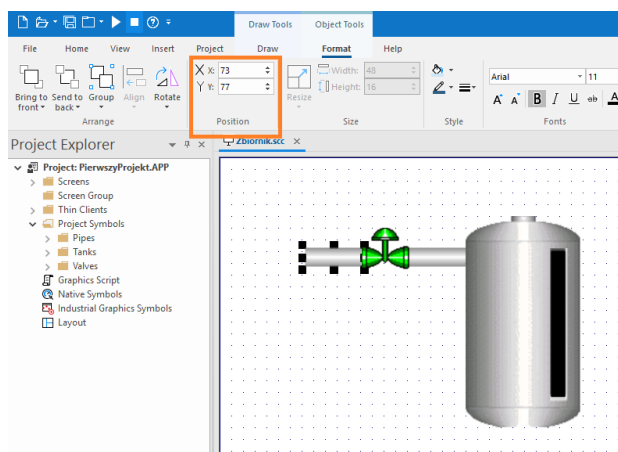 Draw Tools Object Tools
File Home View Insert Project Draw Format Help
X X: 73
Y Y: 77
Width: 48
Height: 16
Resize
Bring to front Send to back Group Align Rotate
Arial 11
A A B I U ab A
Arrange Position Size Style Fonts
Project Explorer
Zbiornik.scc
Project: PierwszyProjekt.APP
Screens
Screen Group
Thin Clients
Project Symbols
Pipes
Tanks
Valves
Graphics Script
Native Symbols
Industrial Graphics Symbols
Layout